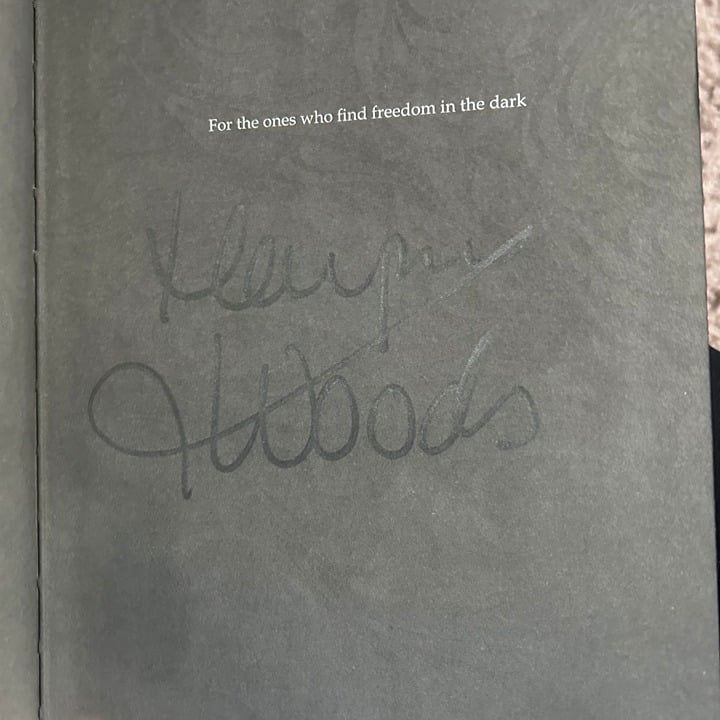 For the ones who find freedom in the dark
Woods